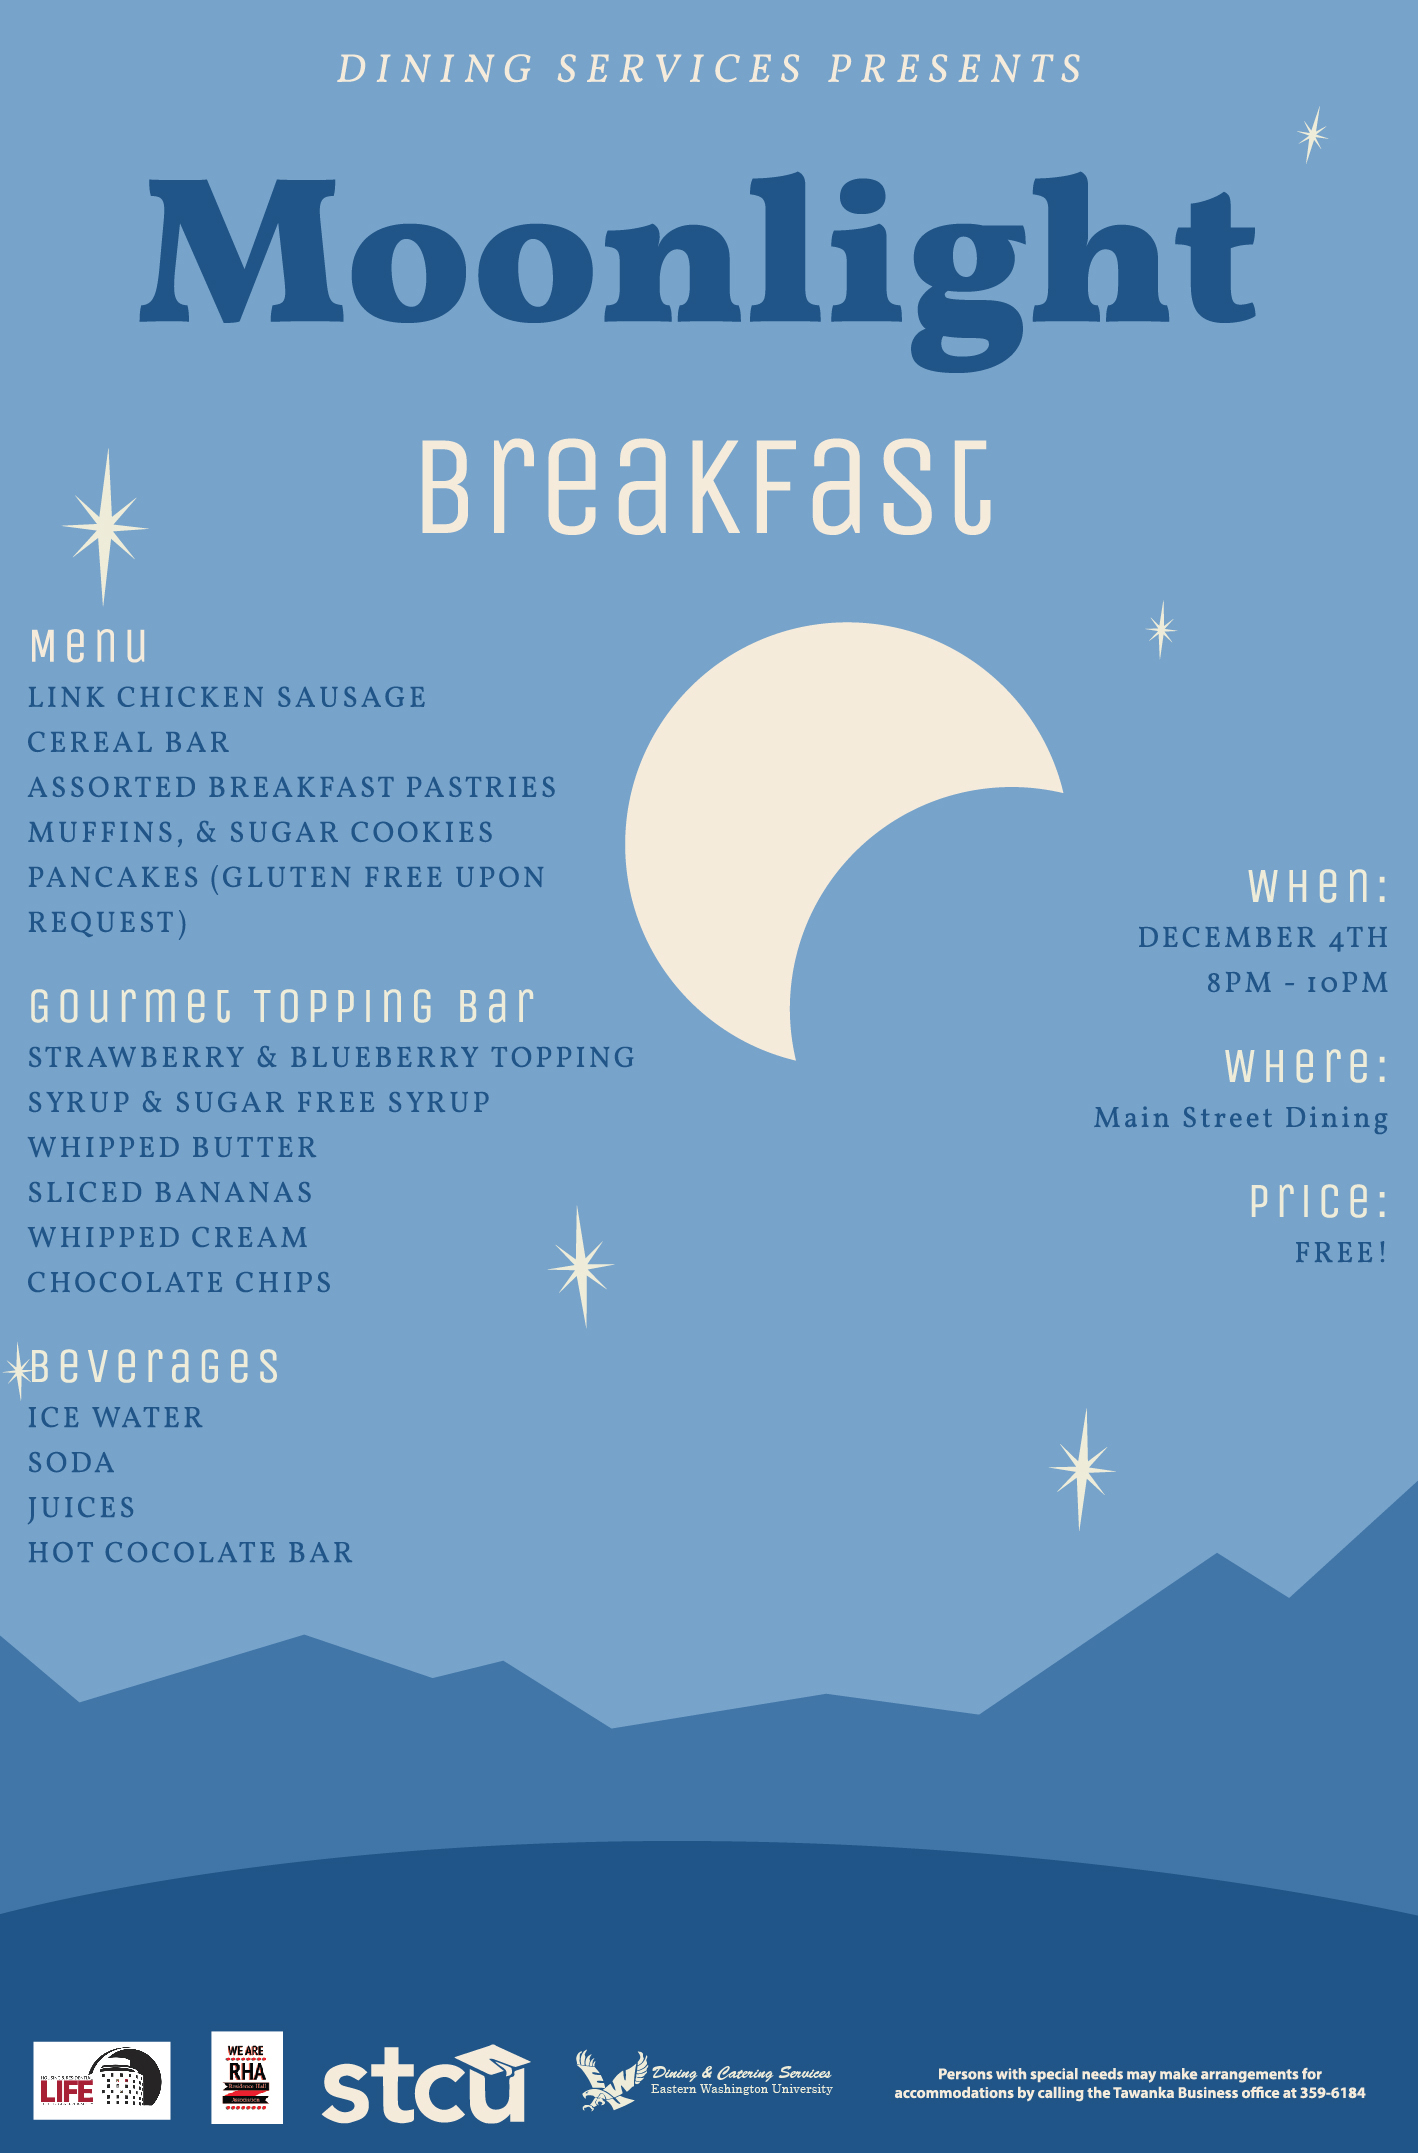 DINING SERVICES PRESENTS
Moonlight
Breakfast
Menu
LINK CHICKEN SAUSAGE
CEREAL BAR
ASSORTED BREAKFAST PASTRIES
MUFFINS, & SUGAR COOKIES
PANCAKES (GLUTEN FREE UPON
REQUEST)
Gourmet Topping Bar
STRAWBERRY & BLUEBERRY TOPPING
SYRUP & SUGAR FREE SYRUP
WHIPPED BUTTER
SLICED BANANAS
WHIPPED CREAM
CHOCOLATE CHIPS
Beverages
ICE WATER
SODA
JUICES
HOT COCOLATE BAR
When:
DECEMBER 4TH
8PM - 10PM
Where:
Main Street Dining
Price:
FREE!
LIFE
WE ARE
RHA
Residence Hall
Association
stcu
Dining & Catering Services
Eastern Washington University
Persons with special needs may make arrangements for
accommodations by calling the Tawanka Business office at 359-6184